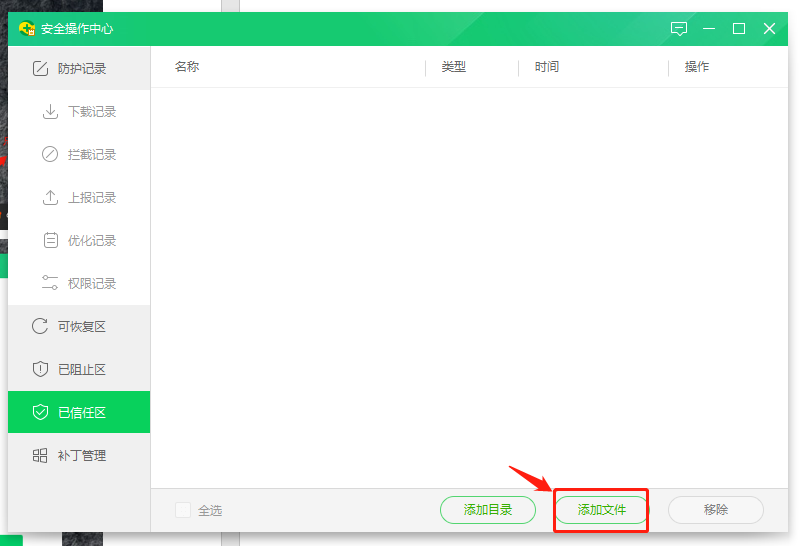 安全操作中心
防护记录
下载记录
拦截记录
上报记录
优化记录
权限记录
可恢复区
已阻止区
已信任区
补丁管理
名称 类型 时间 操作
全选 添加目录 添加文件 移除